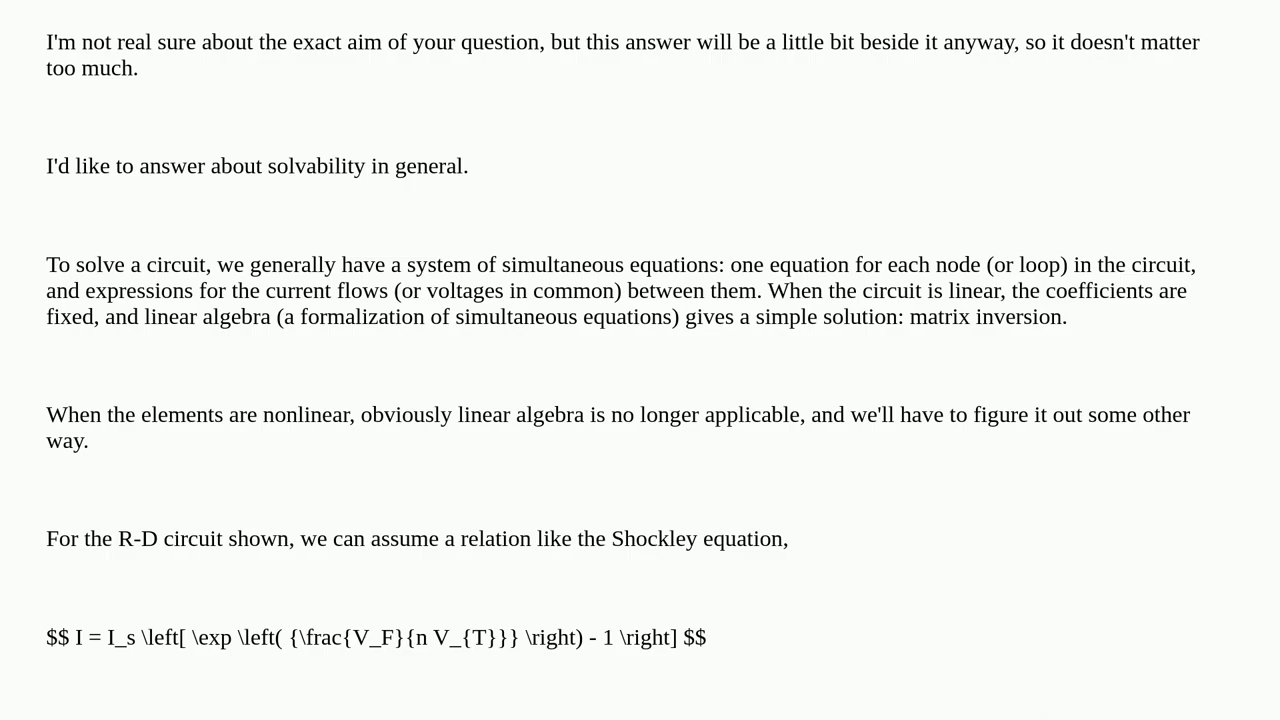 I'm not real sure about the exact aim of your question, but this answer will be a little bit beside it anyway, so it doesn't matter
too much.
I'd like to answer about solvability in general.
To solve a circuit, we generally have a system of simultaneous equations: one equation for each node (or loop) in the circuit,
and expressions for the current flows (or voltages in common) between them. When the circuit is linear, the coefficients are
fixed, and linear algebra (a formalization of simultaneous equations) gives a simple solution: matrix inversion.
When the elements are nonlinear, obviously linear algebra is no longer applicable, and we'll have to figure it out some other
way.
For the R-D circuit shown, we can assume a relation like the Shockley equation,
$$ I = I_s \left[ \exp \left( {\frac{V_F}{n V_{T}}} \right) - 1 \right] $$